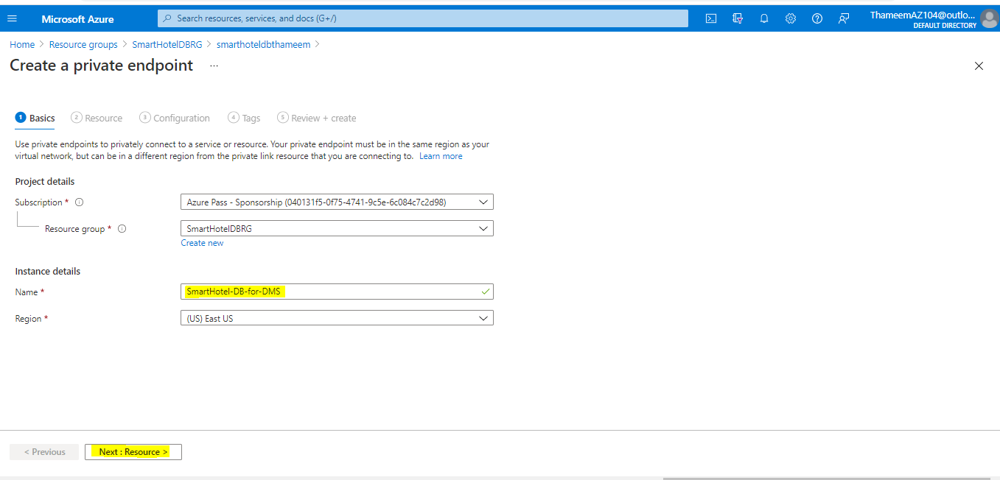 Microsoft Azure
Search resources, services, and docs (G+/)
ThameemAZ104@outlo...
DEFAULT DIRECTORY
Home > Resource groups > SmartHotelDBRG > smarthoteldbthameem >
Create a private endpoint ...
1 Basics 2 Resource 3 Configuration 4 Tags 5 Review + create
Use private endpoints to privately connect to a service or resource. Your private endpoint must be in the same region as your
virtual network, but can be in a different region from the private link resource that you are connecting to. Learn more
Project details
Subscription * Azure Pass - Sponsorship (040131f5-0f75-4741-9c5e-6c084c7c2d98)
Resource group * SmartHotelDBRG
Create new
Instance details
Name * SmartHotel-DB-for-DMS
Region * (US) East US
< Previous Next : Resource >